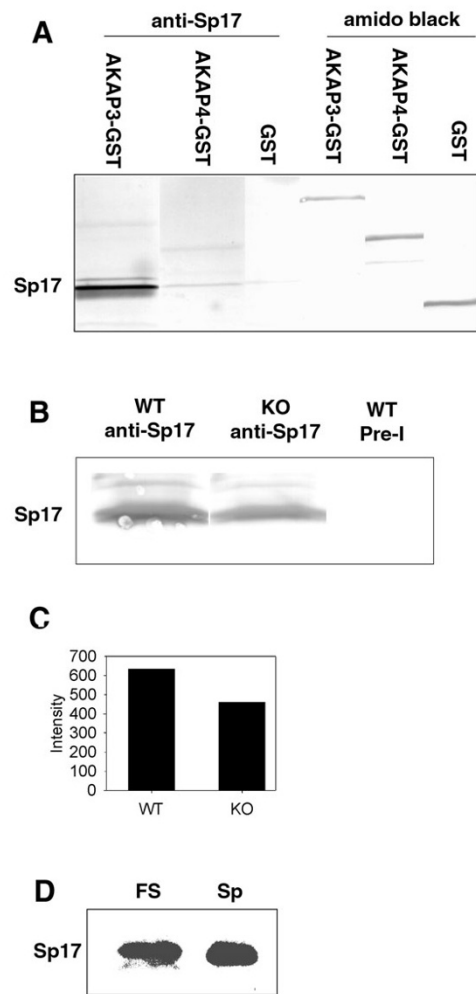 A
anti-Sp17
amido black
AKAP3-GST
AKAP4-GST
GST
AKAP3-GST
AKAP4-GST
GST
Sp17
B
WT
anti-Sp17
KO
anti-Sp17
WT
Pre-I
Sp17
C
700
600
500
400
300
200
100
0
Intensity
WT
KO
D
FS
Sp
Sp17